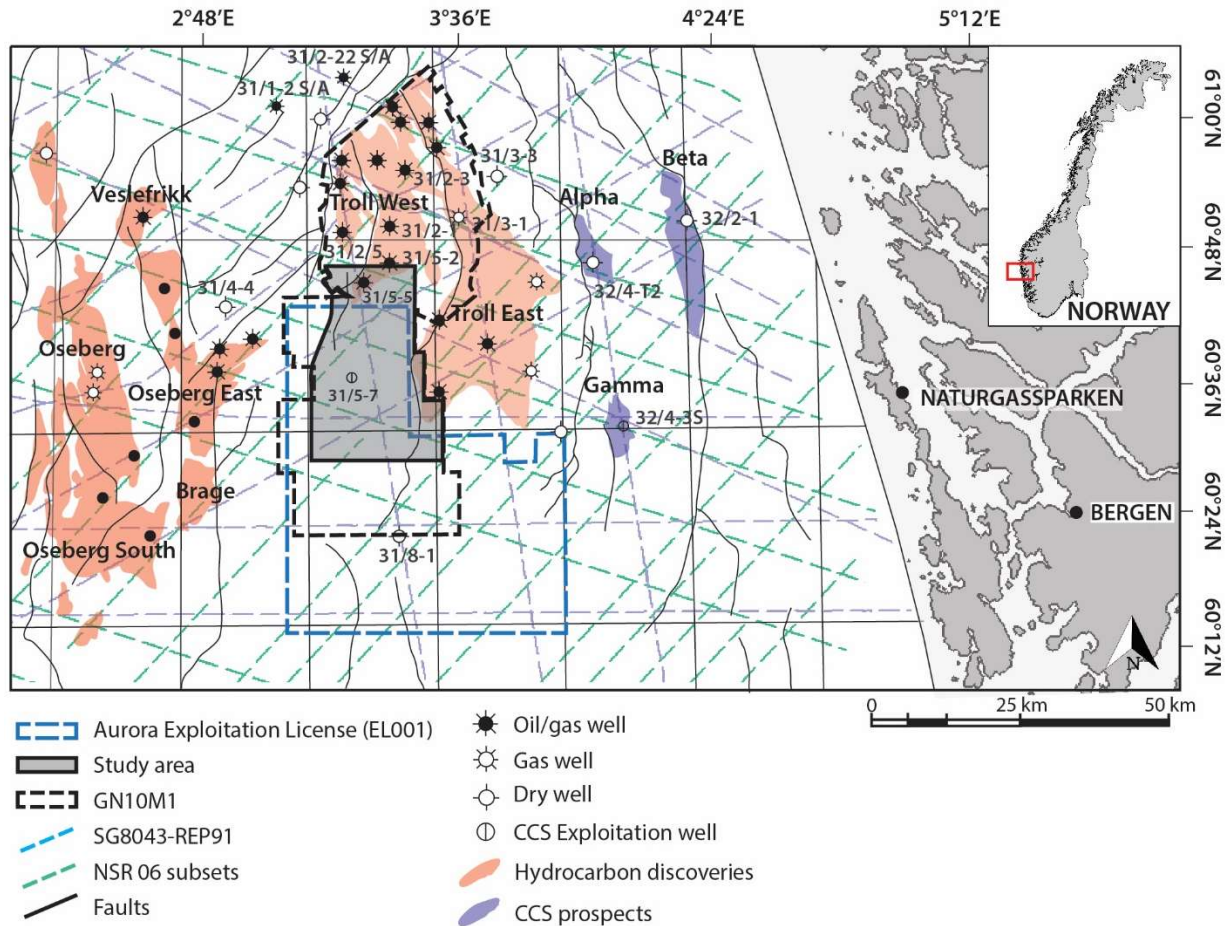 2°48'E 3°36'E 4°24'E 5°12'E
31/2-22 S/A
31/1-2 S/A
61°00'N
31/3-3
Beta
31/2-3
Alpha
Veslefrikk
Troll West
31/3-1
32/2-1
31/2-1
31/2/5
31/5-2
60°48'N
31/5-5
32/4-T2
NORWAY
31/4-4
Troll East
Oseberg
60°36'N
31/5-7
Oseberg East
Gamma
NATURGASSPARKEN
32/4-3S
Brage
BERGEN
60°24'N
Oseberg South
31/8-1
60°12'N
N
0 25 km 50 km
Aurora Exploitation License (EL001)
Study area
GN10M1
SG8043-REP91
NSR 06 subsets
Faults
Oil/gas well
Gas well
Dry well
CCS Exploitation well
Hydrocarbon discoveries
CCS prospects